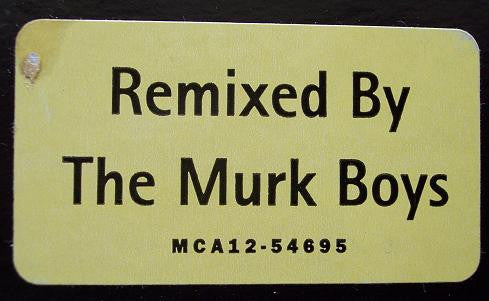 Remixed By
The Murk Boys
MCA12-54695